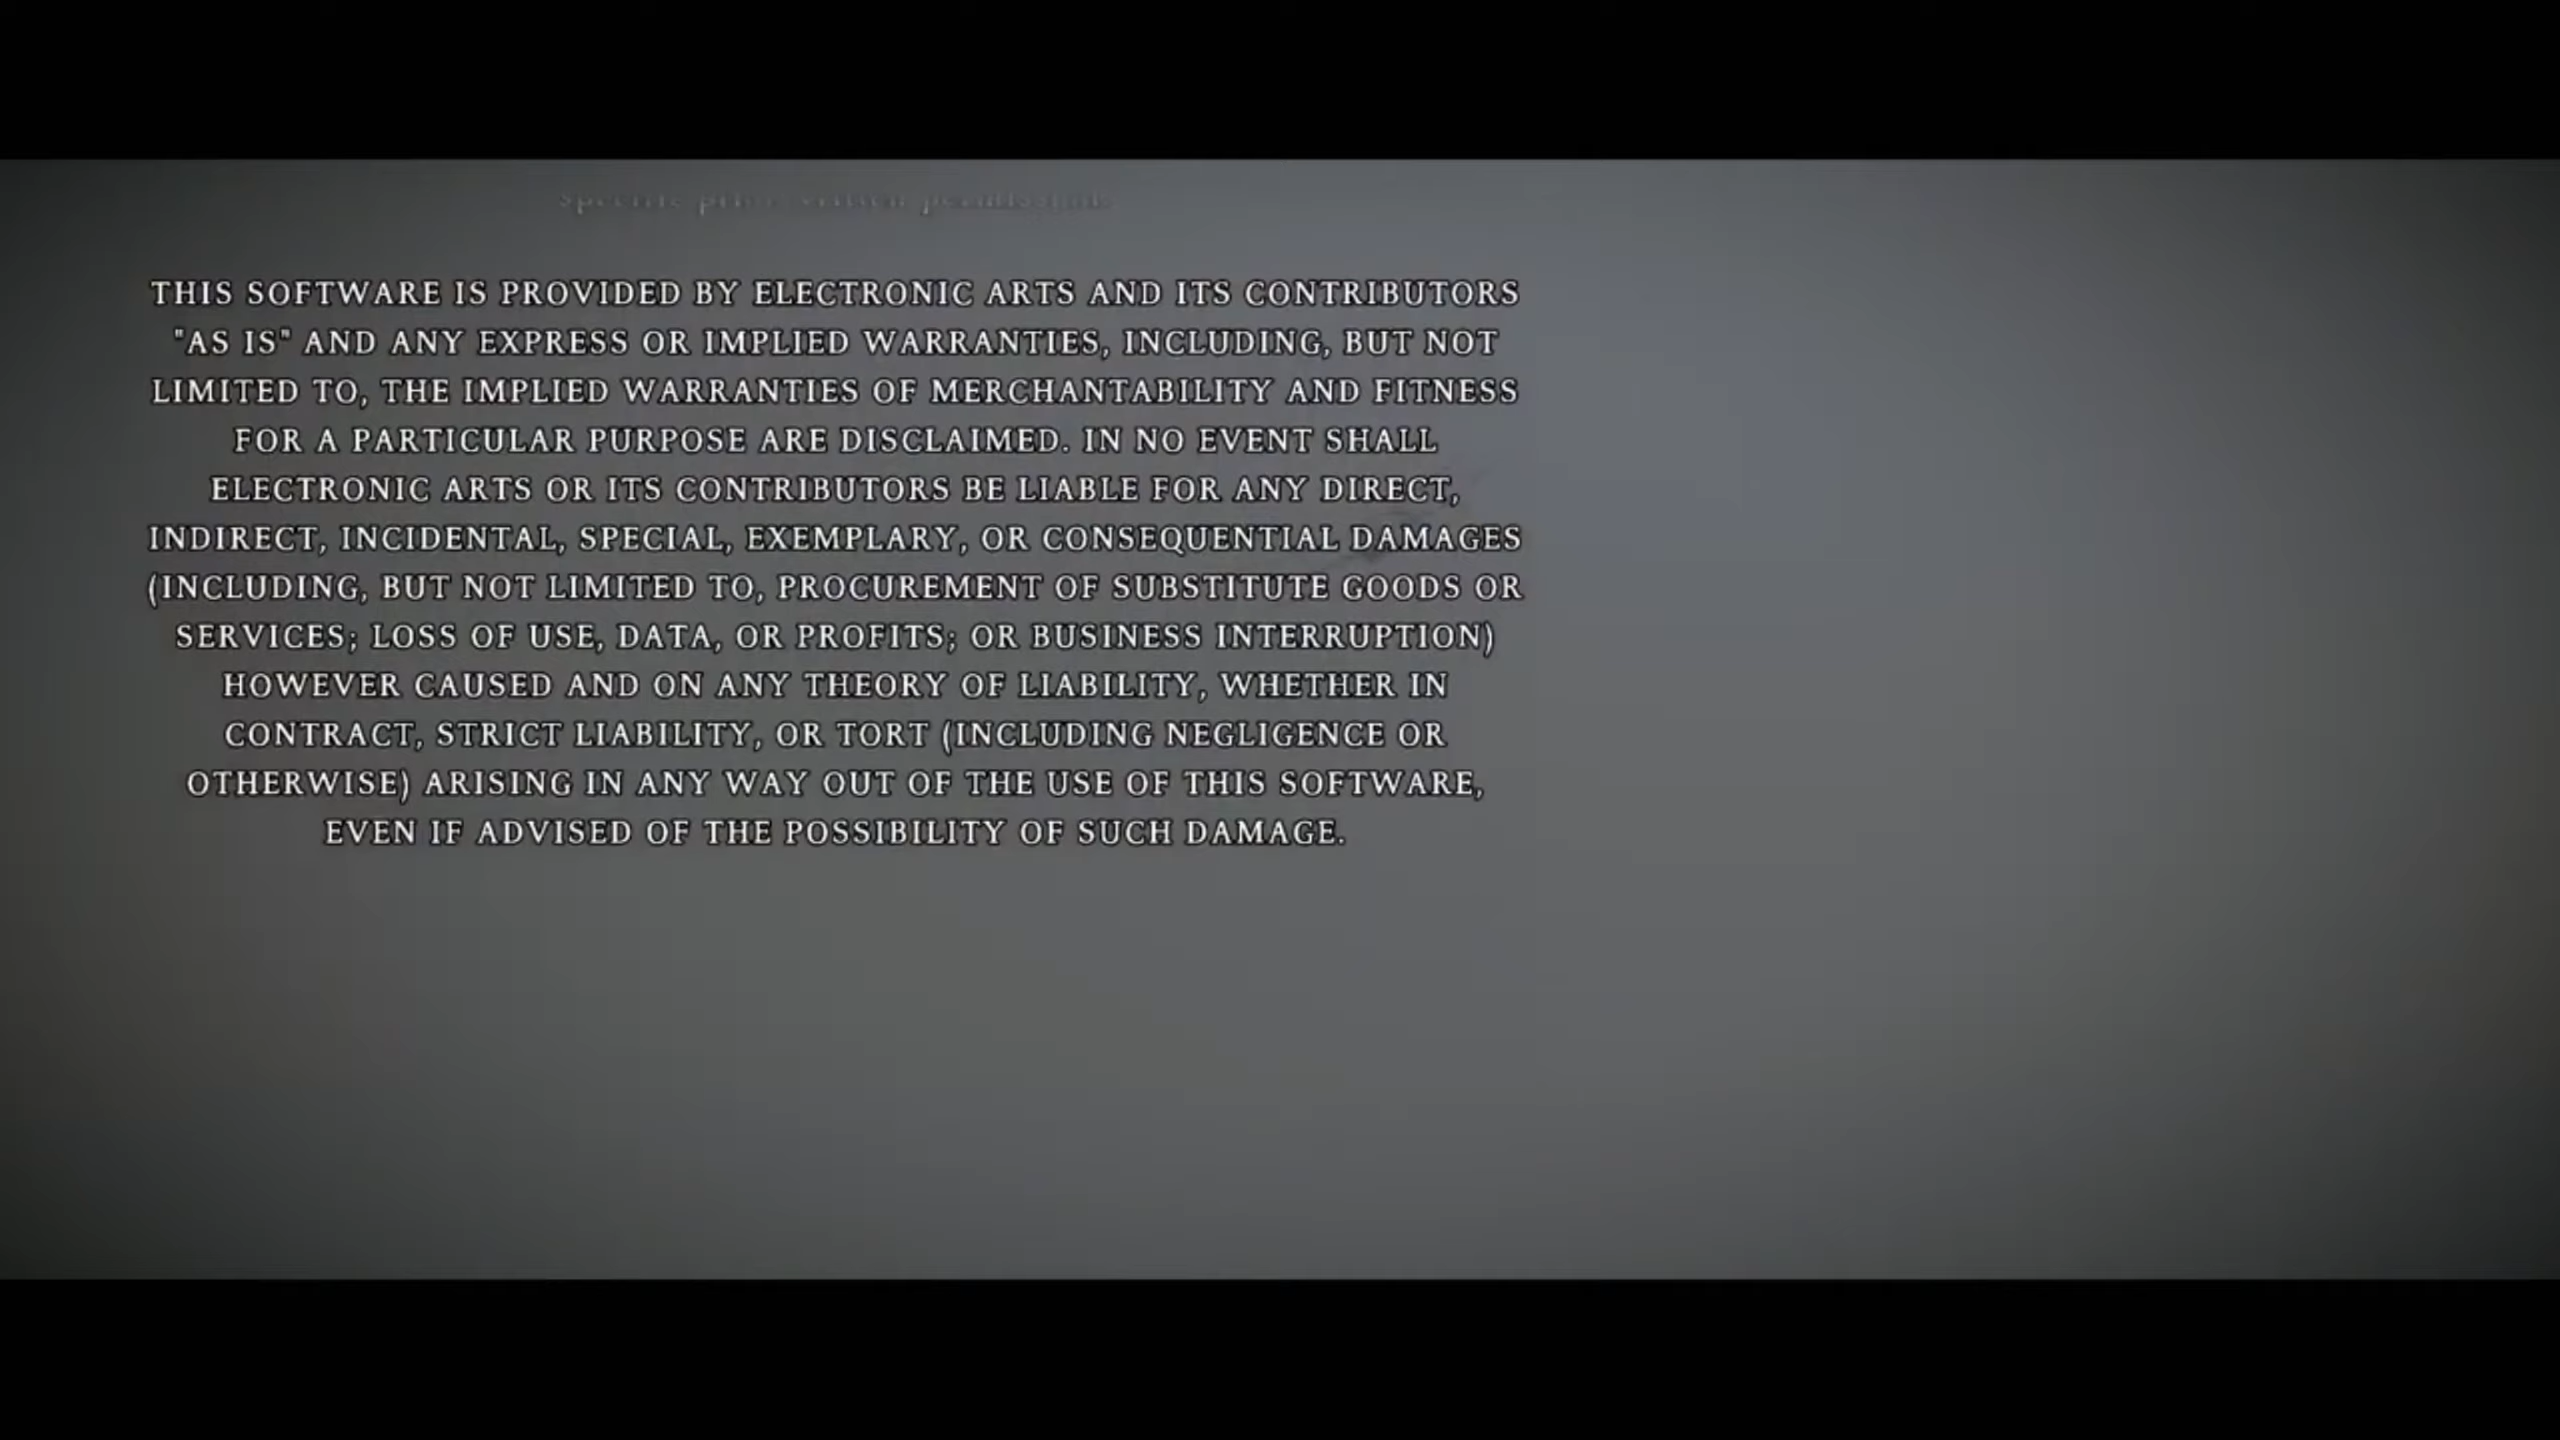 specific prior written permission.
THIS SOFTWARE IS PROVIDED BY ELECTRONIC ARTS AND ITS CONTRIBUTORS
"AS IS" AND ANY EXPRESS OR IMPLIED WARRANTIES, INCLUDING, BUT NOT
LIMITED TO, THE IMPLIED WARRANTIES OF MERCHANTABILITY AND FITNESS
FOR A PARTICULAR PURPOSE ARE DISCLAIMED. IN NO EVENT SHALL
ELECTRONIC ARTS OR ITS CONTRIBUTORS BE LIABLE FOR ANY DIRECT,
INDIRECT, INCIDENTAL, SPECIAL, EXEMPLARY, OR CONSEQUENTIAL DAMAGES
(INCLUDING, BUT NOT LIMITED TO, PROCUREMENT OF SUBSTITUTE GOODS OR
SERVICES; LOSS OF USE, DATA, OR PROFITS; OR BUSINESS INTERRUPTION)
HOWEVER CAUSED AND ON ANY THEORY OF LIABILITY, WHETHER IN
CONTRACT, STRICT LIABILITY, OR TORT (INCLUDING NEGLIGENCE OR
OTHERWISE) ARISING IN ANY WAY OUT OF THE USE OF THIS SOFTWARE,
EVEN IF ADVISED OF THE POSSIBILITY OF SUCH DAMAGE.